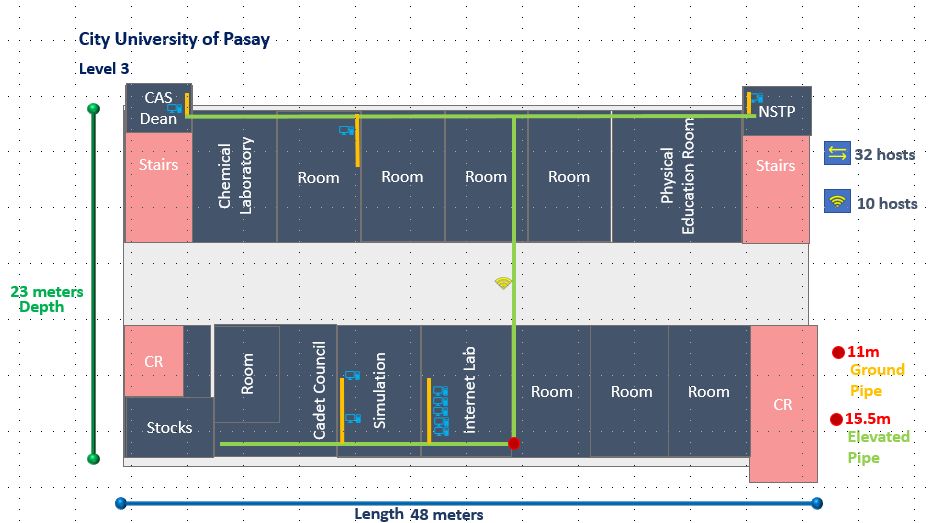 City University of Pasay
Level 3
CAS
Dean
NSTP
Stairs
Chemical
Laboratory
Room
Room
Room
Room
Physical
Education Room
Stairs
32 hosts
10 hosts
23 meters
Depth
CR
Stocks
Room
Cadet Council
Simulation
internet Lab
Room
Room
Room
CR
11m
Ground
Pipe
15.5m
Elevated
Pipe
Length 48 meters